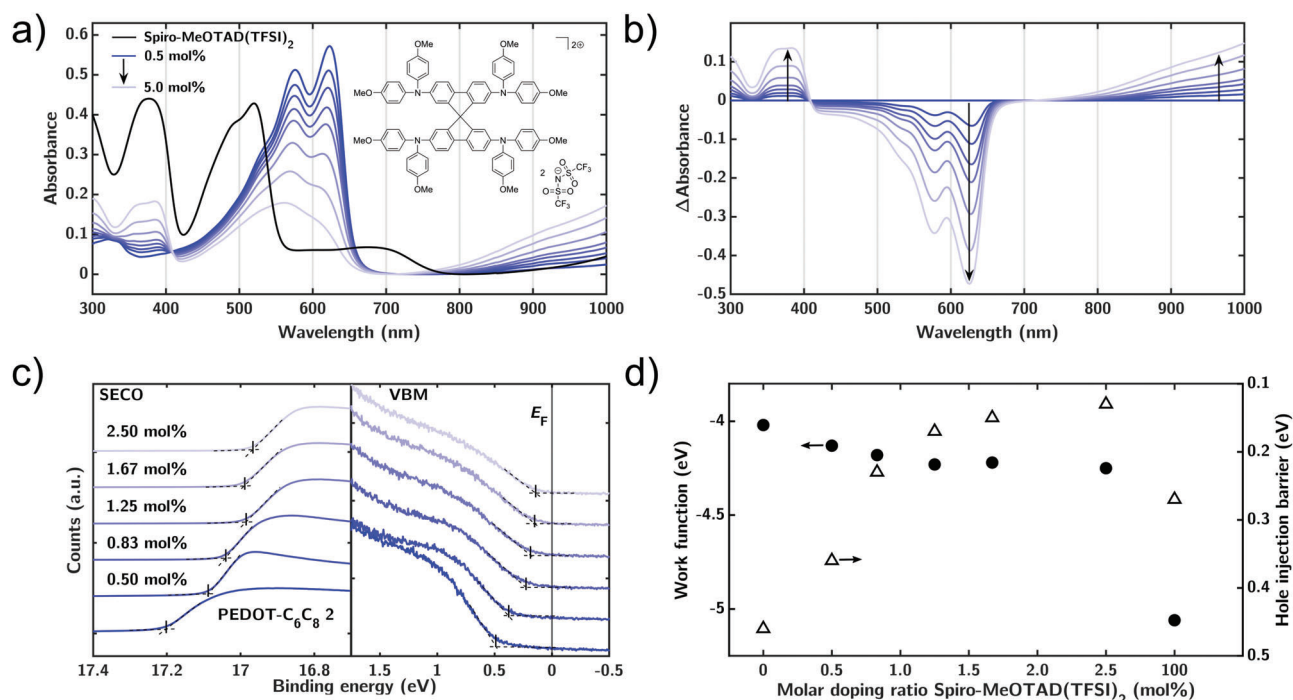 a)
Spiro-MeOTAD(TFSI)2
0.5 mol%
5.0 mol%
0.6
0.5
0.4
0.3
0.2
0.1
0
Absorbance
300 400 500 600 700 800 900 1000
Wavelength (nm)
OMe OMe
MeO N N OMe
MeO N N OMe
OMe OMe
2⊕
2 N ⊖ S O O CF3
O S O
CF3
b)
0.1
0
-0.1
-0.2
-0.3
-0.4
-0.5
ΔAbsorbance
300 400 500 600 700 800 900 1000
Wavelength (nm)
c)
SECO VBM EF
2.50 mol%
1.67 mol%
1.25 mol%
0.83 mol%
0.50 mol%
PEDOT-C6C8 2
Counts (a.u.)
17.4 17.2 17 16.8 1.5 1 0.5 0 -0.5
Binding energy (eV)
d)
-4
-4.5
-5
Work function (eV)
0.1
0.2
0.3
0.4
0.5
Hole injection barrier (eV)
0 0.5 1.0 1.5 2.0 2.5 100
Molar doping ratio Spiro-MeOTAD(TFSI)2 (mol%)